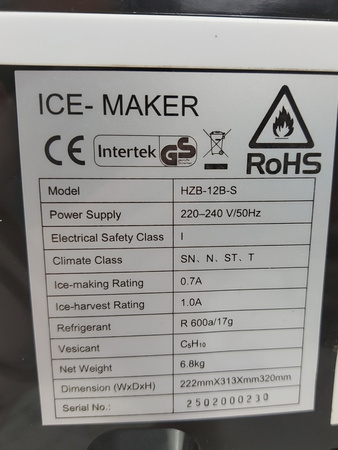 ICE- MAKER
CE Intertek GS
RoHS
Model HZB-12B-S
Power Supply 220–240 V/50Hz
Electrical Safety Class I
Climate Class SN、N、ST、T
Ice-making Rating 0.7A
Ice-harvest Rating 1.0A
Refrigerant R 600a/17g
Vesicant C₅H₁₀
Net Weight 6.8kg
Dimension (WxDxH) 222mmX313Xmm320mm
Serial No.: 2502000230